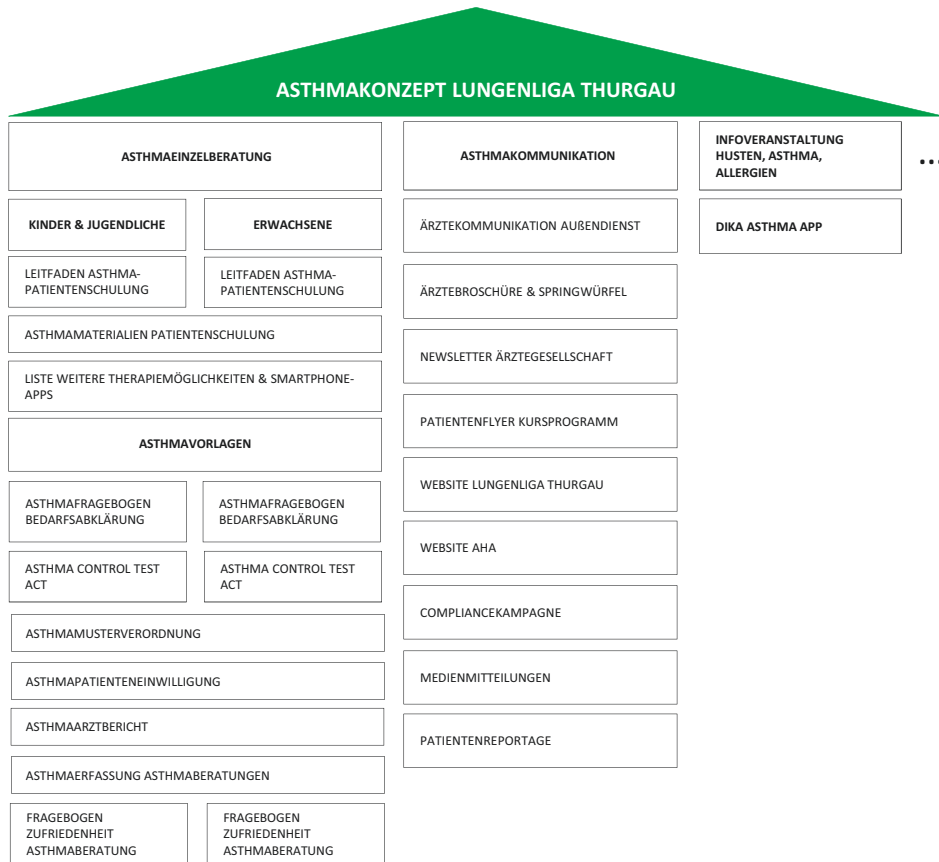 ASTHMAKONZEPT LUNGENLIGA THURGAU
ASTHMAEINZELBERATUNG
KINDER & JUGENDLICHE
ERWACHSENE
LEITFADEN ASTHMA-
PATIENTENSCHULUNG
LEITFADEN ASTHMA-
PATIENTENSCHULUNG
ASTHMAMATERIALIEN PATIENTENSCHULUNG
LISTE WEITERE THERAPIEMÖGLICHKEITEN & SMARTPHONE-
APPS
ASTHMAVORLAGEN
ASTHMAFRAGEBOGEN
BEDARFSABKLÄRUNG
ASTHMAFRAGEBOGEN
BEDARFSABKLÄRUNG
ASTHMA CONTROL TEST
ACT
ASTHMA CONTROL TEST
ACT
ASTHMAMUSTERVERORDNUNG
ASTHMAPATIENTENEINWILLIGUNG
ASTHMAARZTBERICHT
ASTHMAERFASSUNG ASTHMABERATUNGEN
FRAGEBOGEN
ZUFRIEDENHEIT
ASTHMABERATUNG
FRAGEBOGEN
ZUFRIEDENHEIT
ASTHMABERATUNG
ASTHMAKOMMUNIKATION
ÄRZTEKOMMUNIKATION AUßENDIENST
ÄRZTEBROSCHÜRE & SPRINGWÜRFEL
NEWSLETTER ÄRZTEGESELLSCHAFT
PATIENTENFLYER KURSPROGRAMM
WEBSITE LUNGENLIGA THURGAU
WEBSITE AHA
COMPLIANCEKAMPAGNE
MEDIENMITTEILUNGEN
PATIENTENREPORTAGE
INFOVERANSTALTUNG
HUSTEN, ASTHMA,
ALLERGIEN
DIKA ASTHMA APP
...